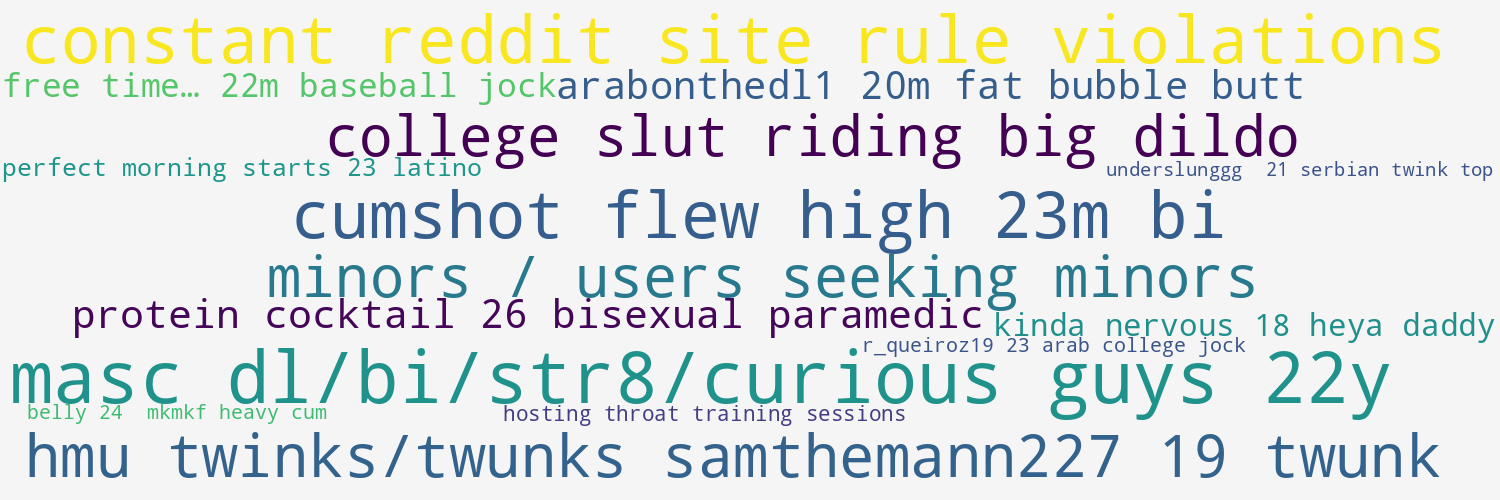 constant reddit site rule violations
free time… 22m baseball jock
arabonthedl1 20m fat bubble butt
college slut riding big dildo
perfect morning starts 23 latino
underslunggg 21 serbian twink top
cumshot flew high 23m bi
minors / users seeking minors
protein cocktail 26 bisexual paramedic
kinda nervous 18 heya daddy
r_queiroz19 23 arab college jock
masc dl/bi/str8/curious guys 22y
belly 24 mkmkf heavy cum
hosting throat training sessions
hmu twinks/twunks samthemann227 19 twunk